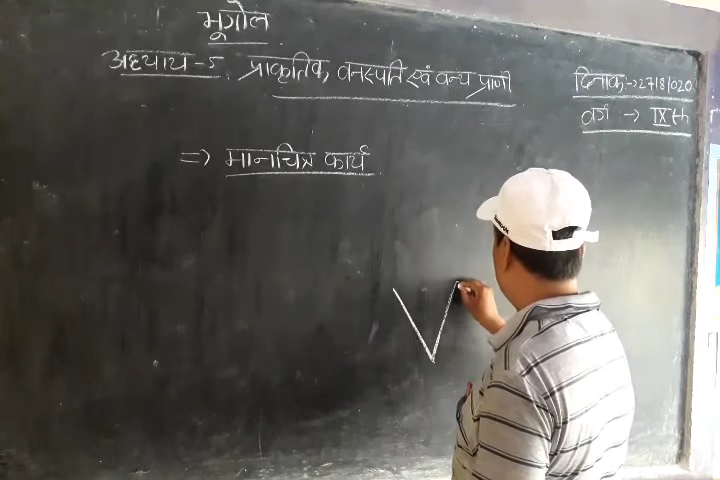 भूगोल
अध्याय-5. प्राकृतिक वनस्पति एवं वन्य प्राणी
दिनांक→27/8/020
वर्ग → IXth
=> मानचित्र कार्य